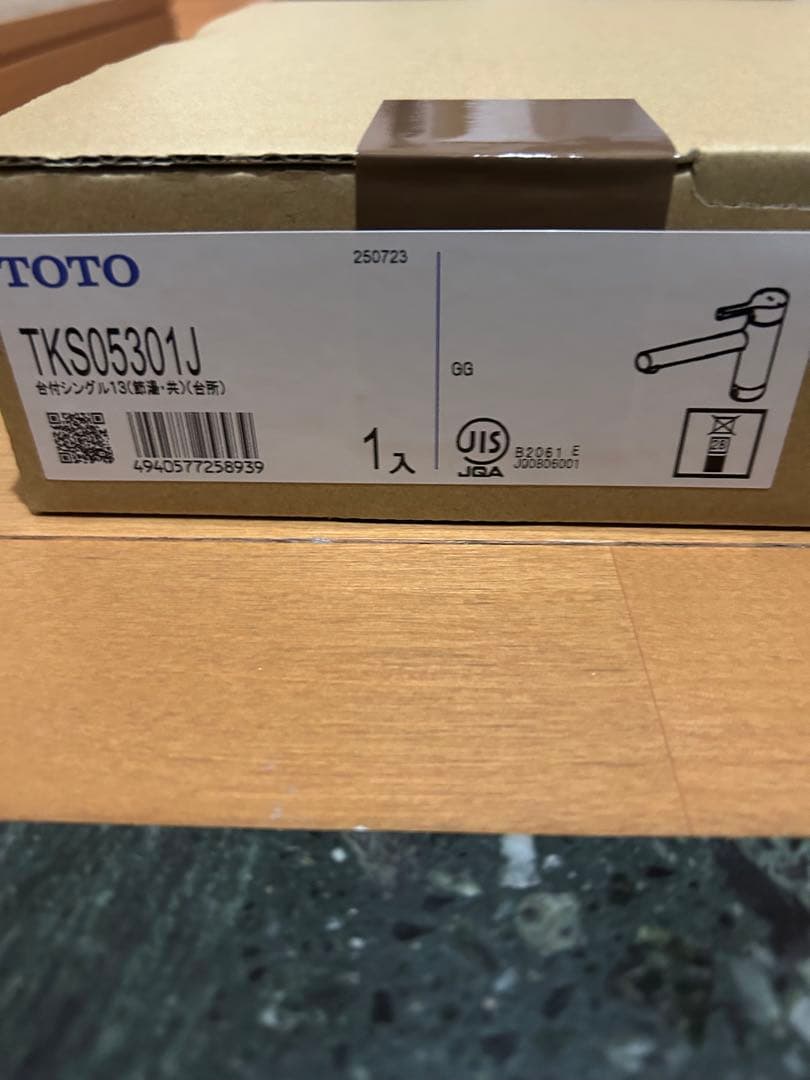 TOTO
250723
TKS05301J
台付シングル13(節湯・共)(台所)
4940577258939
1入
GG
JIS
JQA
B2061 E
JQ0806001
28